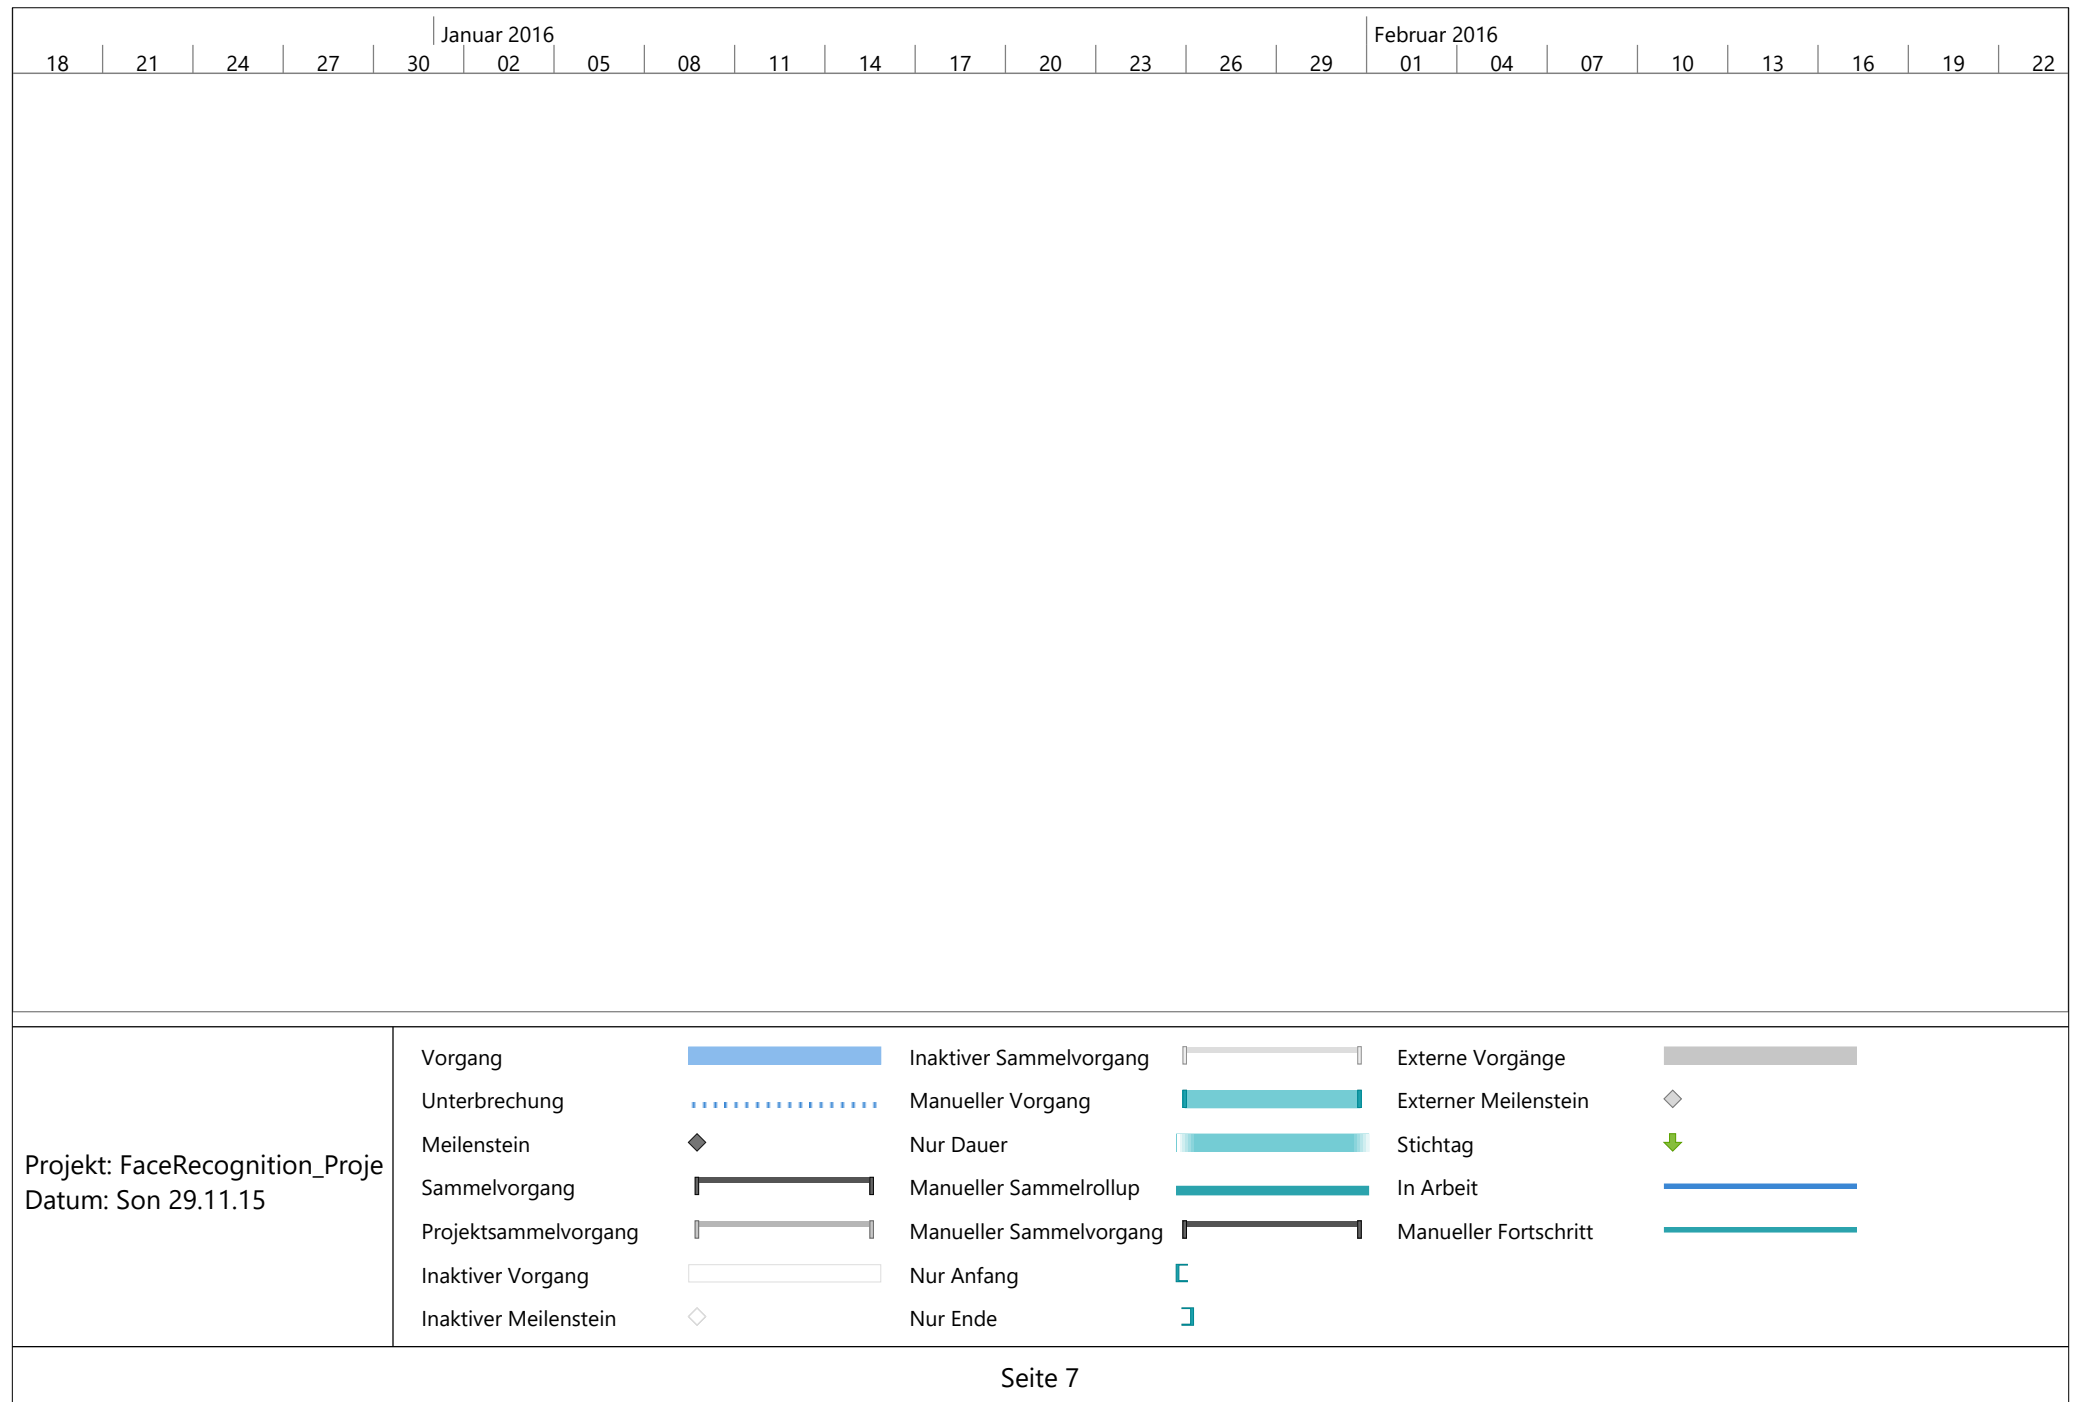 Januar 2016 Februar 2016
18 21 24 27 30 02 05 08 11 14 17 20 23 26 29 01 04 07 10 13 16 19 22
Projekt: FaceRecognition_Proje
Datum: Son 29.11.15
Vorgang
Unterbrechung
Meilenstein
Sammelvorgang
Projektsammelvorgang
Inaktiver Vorgang
Inaktiver Meilenstein
Inaktiver Sammelvorgang
Manueller Vorgang
Nur Dauer
Manueller Sammelrollup
Manueller Sammelvorgang
Nur Anfang
Nur Ende
Externe Vorgänge
Externer Meilenstein
Stichtag
In Arbeit
Manueller Fortschritt
Seite 7